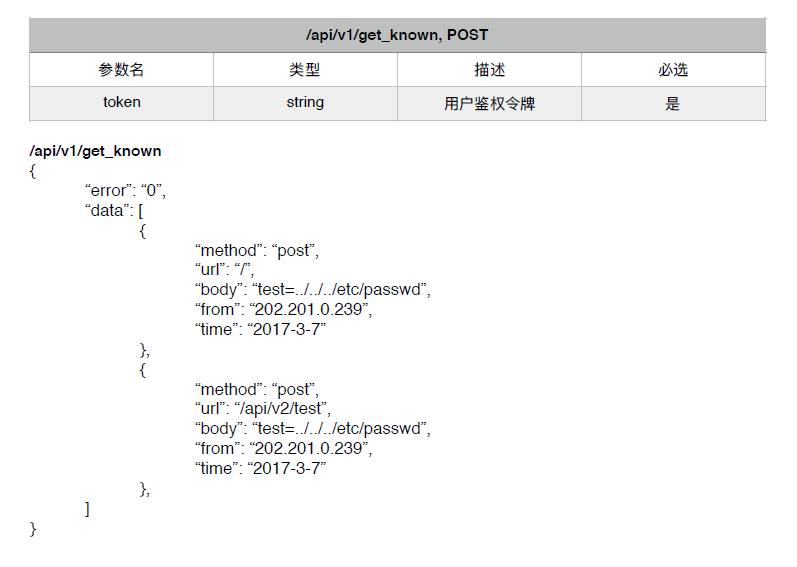 /api/v1/get_known, POST
参数名 类型 描述 必选
token string 用户鉴权令牌 是
/api/v1/get_known
{
“error”: “0”,
“data”: [
{
“method”: “post”,
“url”: “/”,
“body”: “test=../../../etc/passwd”,
“from”: “202.201.0.239”,
“time”: “2017-3-7”
},
{
“method”: “post”,
“url”: “/api/v2/test”,
“body”: “test=../../../etc/passwd”,
“from”: “202.201.0.239”,
“time”: “2017-3-7”
},
]
}